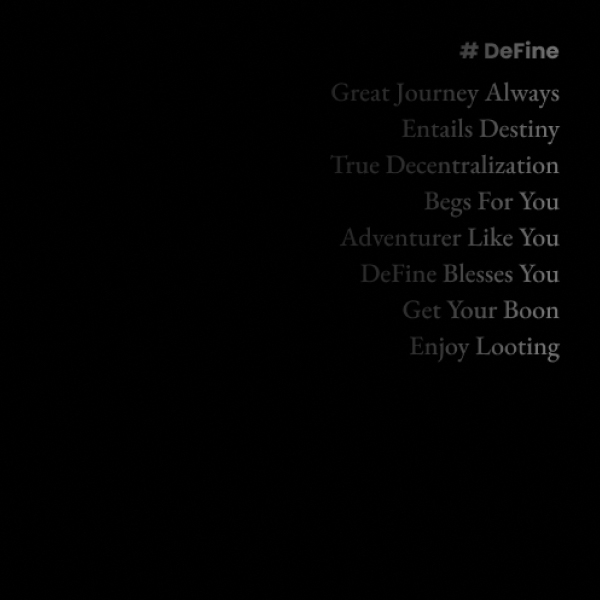 # DeFine
Great Journey Always
Entails Destiny
True Decentralization
Begs For You
Adventurer Like You
DeFine Blesses You
Get Your Boon
Enjoy Looting